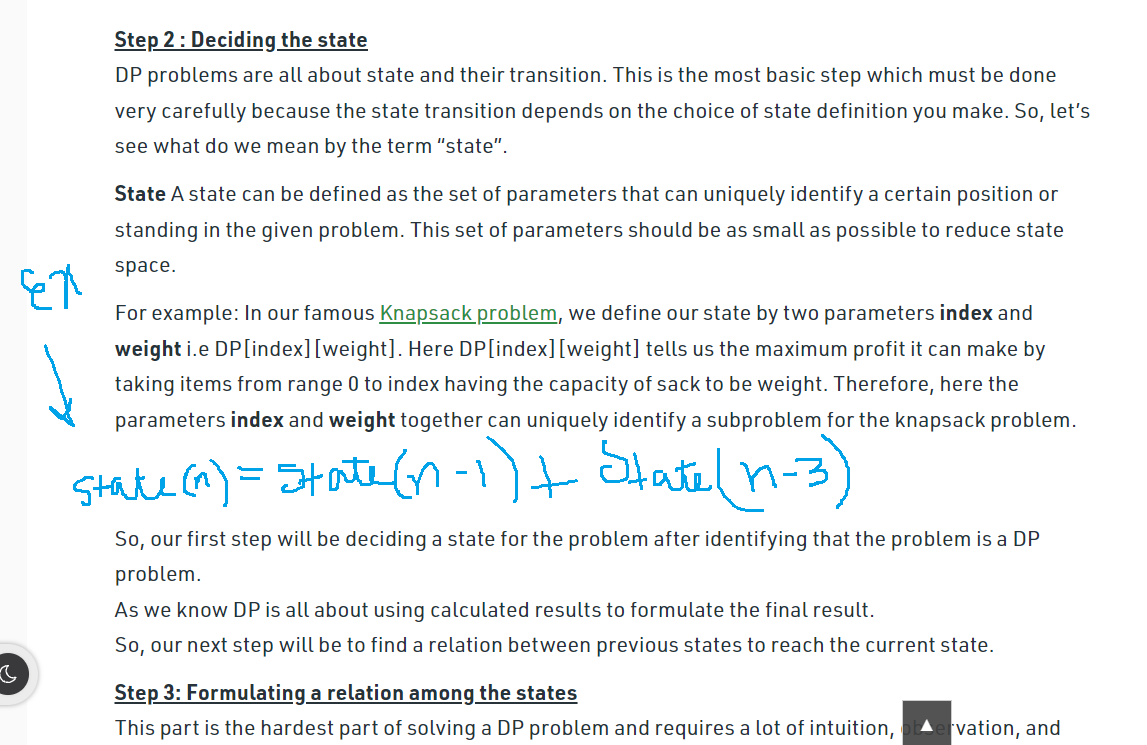 Step 2 : Deciding the state
DP problems are all about state and their transition. This is the most basic step which must be done
very carefully because the state transition depends on the choice of state definition you make. So, let's
see what do we mean by the term “state”.
State A state can be defined as the set of parameters that can uniquely identify a certain position or
standing in the given problem. This set of parameters should be as small as possible to reduce state
space.
For example: In our famous Knapsack problem, we define our state by two parameters index and
weight i.e DP[index][weight]. Here DP[index][weight] tells us the maximum profit it can make by
taking items from range 0 to index having the capacity of sack to be weight. Therefore, here the
parameters index and weight together can uniquely identify a subproblem for the knapsack problem.
state(n) = state(n-1) + state(n-3)
So, our first step will be deciding a state for the problem after identifying that the problem is a DP
problem.
As we know DP is all about using calculated results to formulate the final result.
So, our next step will be to find a relation between previous states to reach the current state.
Step 3: Formulating a relation among the states
This part is the hardest part of solving a DP problem and requires a lot of intuition, observation, and